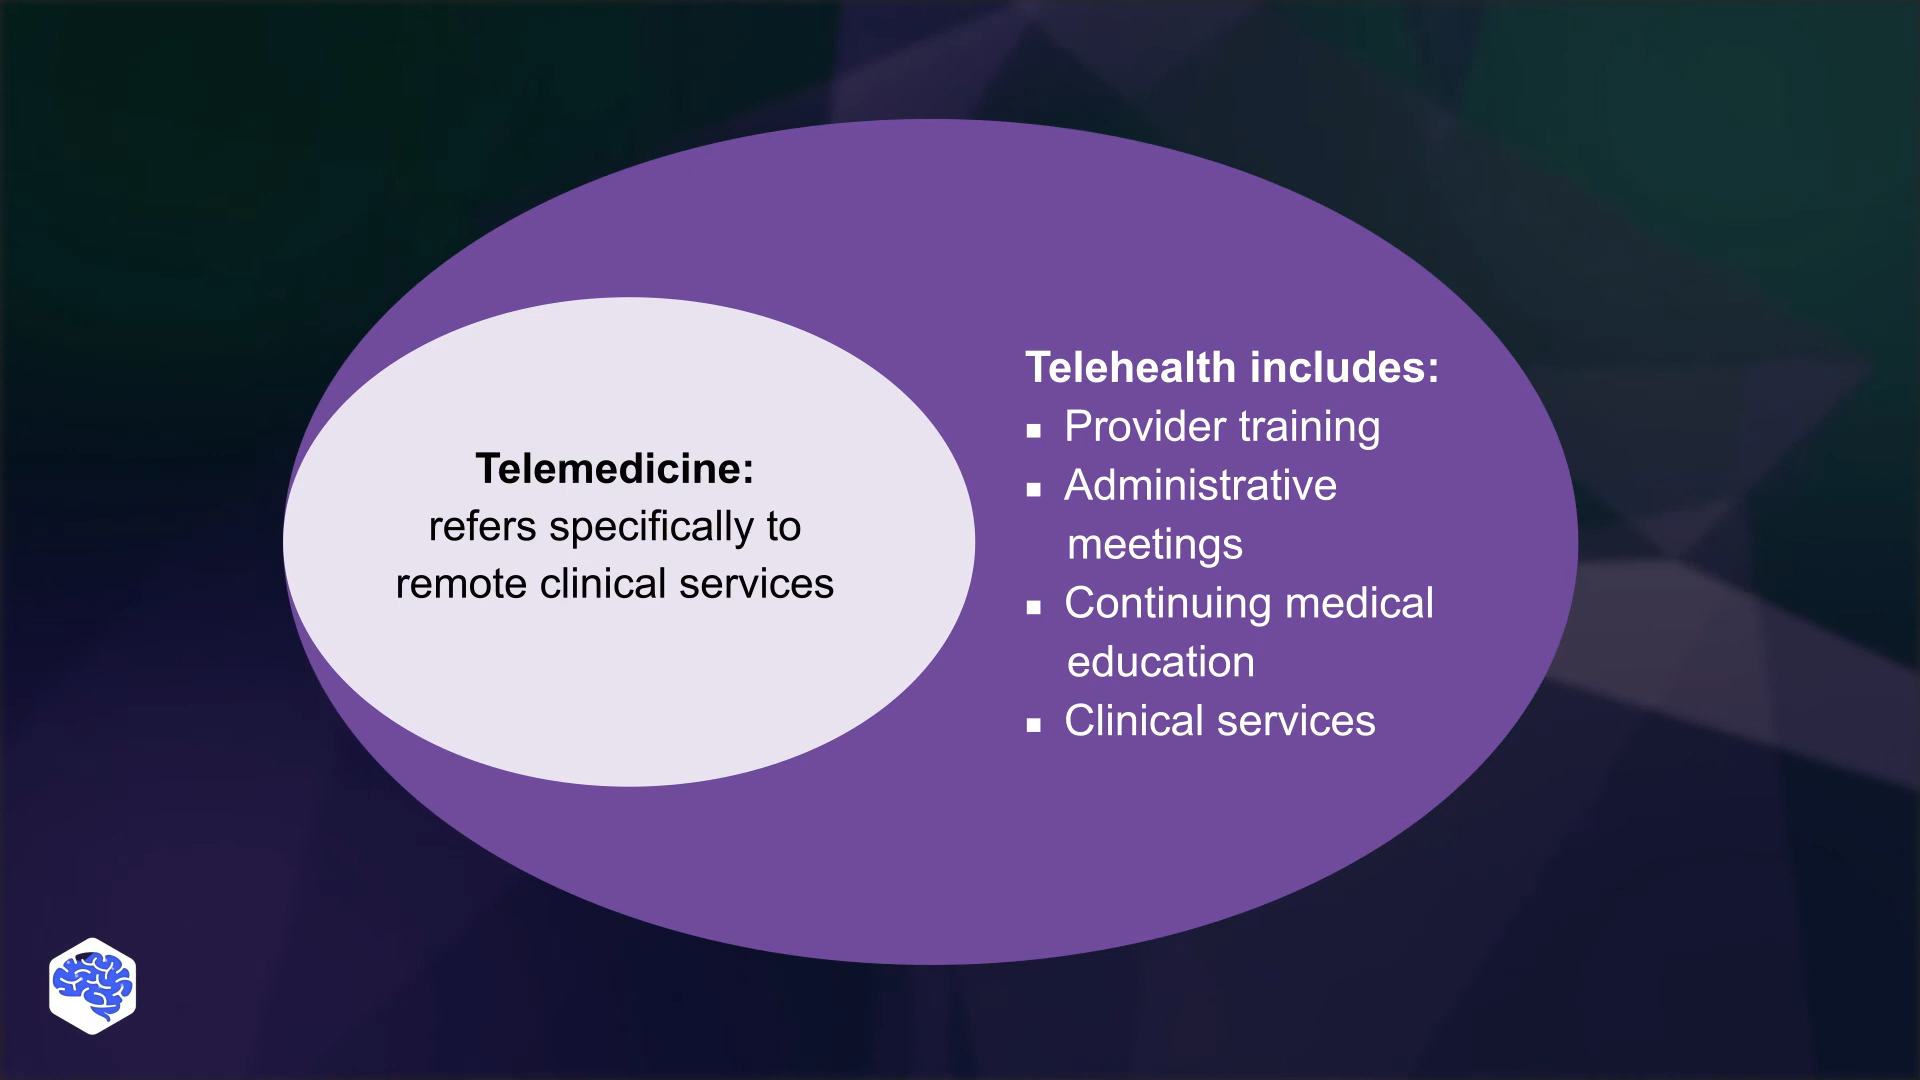 Telemedicine:
refers specifically to
remote clinical services
Telehealth includes:
▪ Provider training
▪ Administrative
meetings
▪ Continuing medical
education
▪ Clinical services